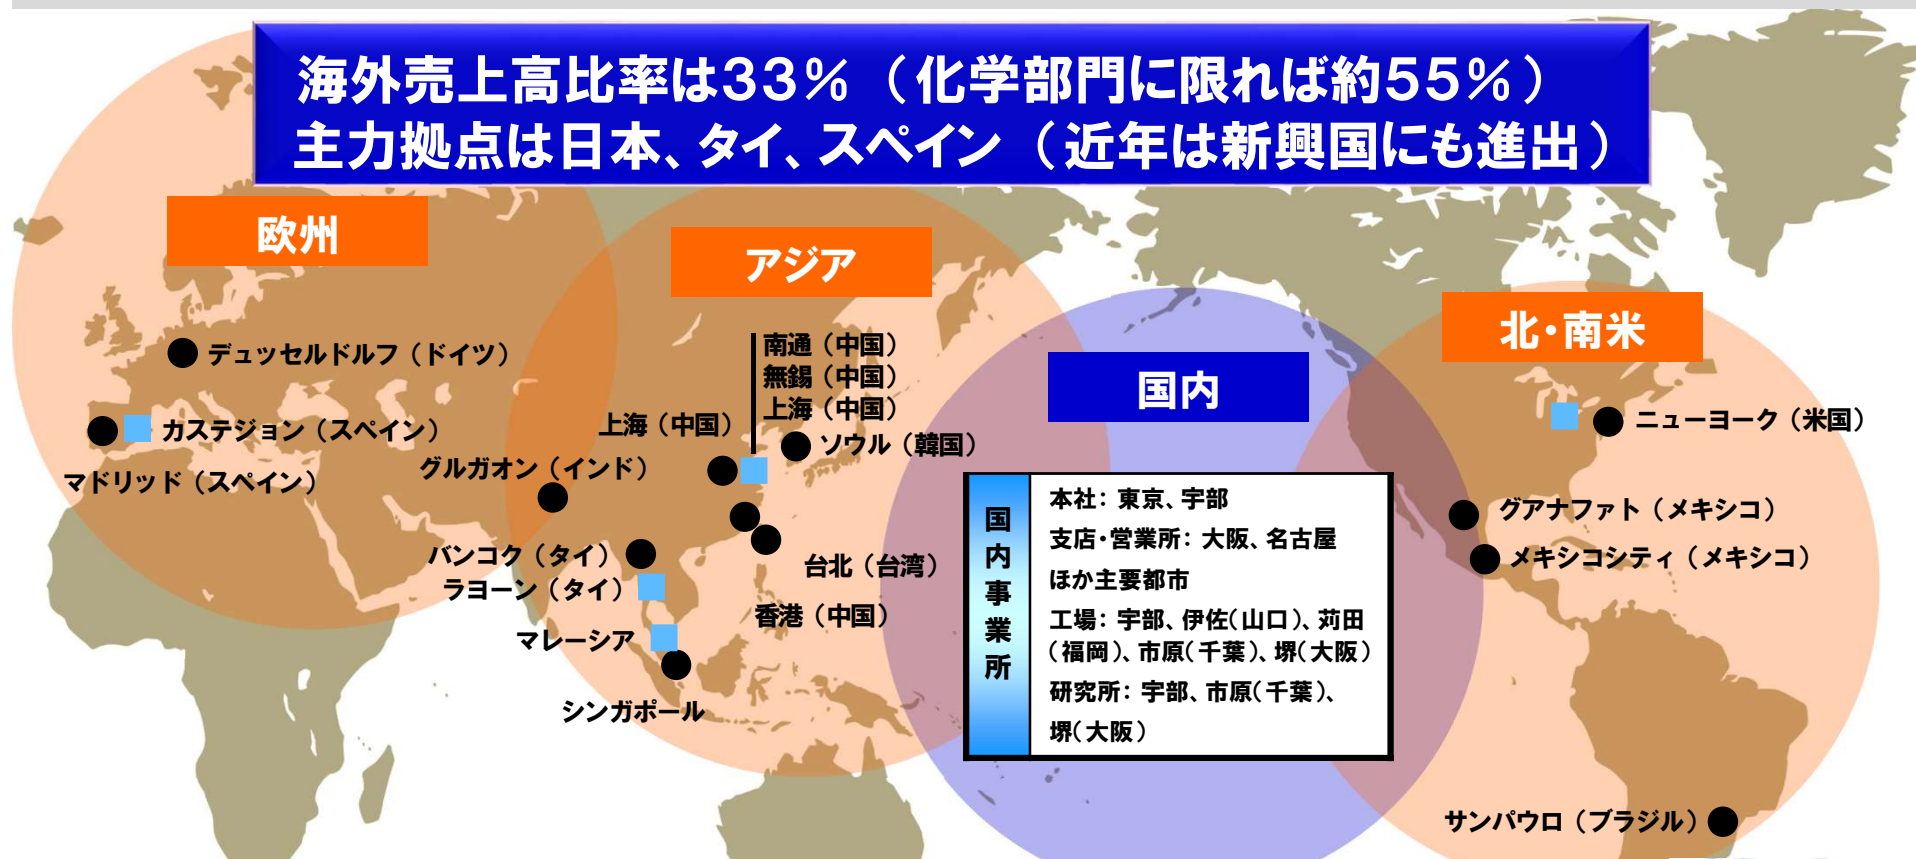 海外売上高比率は33%（化学部門に限れば約55%）
主力拠点は日本、タイ、スペイン（近年は新興国にも進出）
欧州
デュッセルドルフ（ドイツ）
カステジョン（スペイン）
マドリッド（スペイン）
アジア
南通（中国）
無錫（中国）
上海（中国）
上海（中国）
ソウル（韓国）
グルガオン（インド）
バンコク（タイ）
ラヨーン（タイ）
台北（台湾）
香港（中国）
マレーシア
シンガポール
国内
国内事業所
本社：東京、宇部
支店・営業所：大阪、名古屋
ほか主要都市
工場：宇部、伊佐（山口）、苅田
（福岡）、市原（千葉）、堺（大阪）
研究所：宇部、市原（千葉）、
堺（大阪）
北・南米
ニューヨーク（米国）
グアナファト（メキシコ）
メキシコシティ（メキシコ）
サンパウロ（ブラジル）